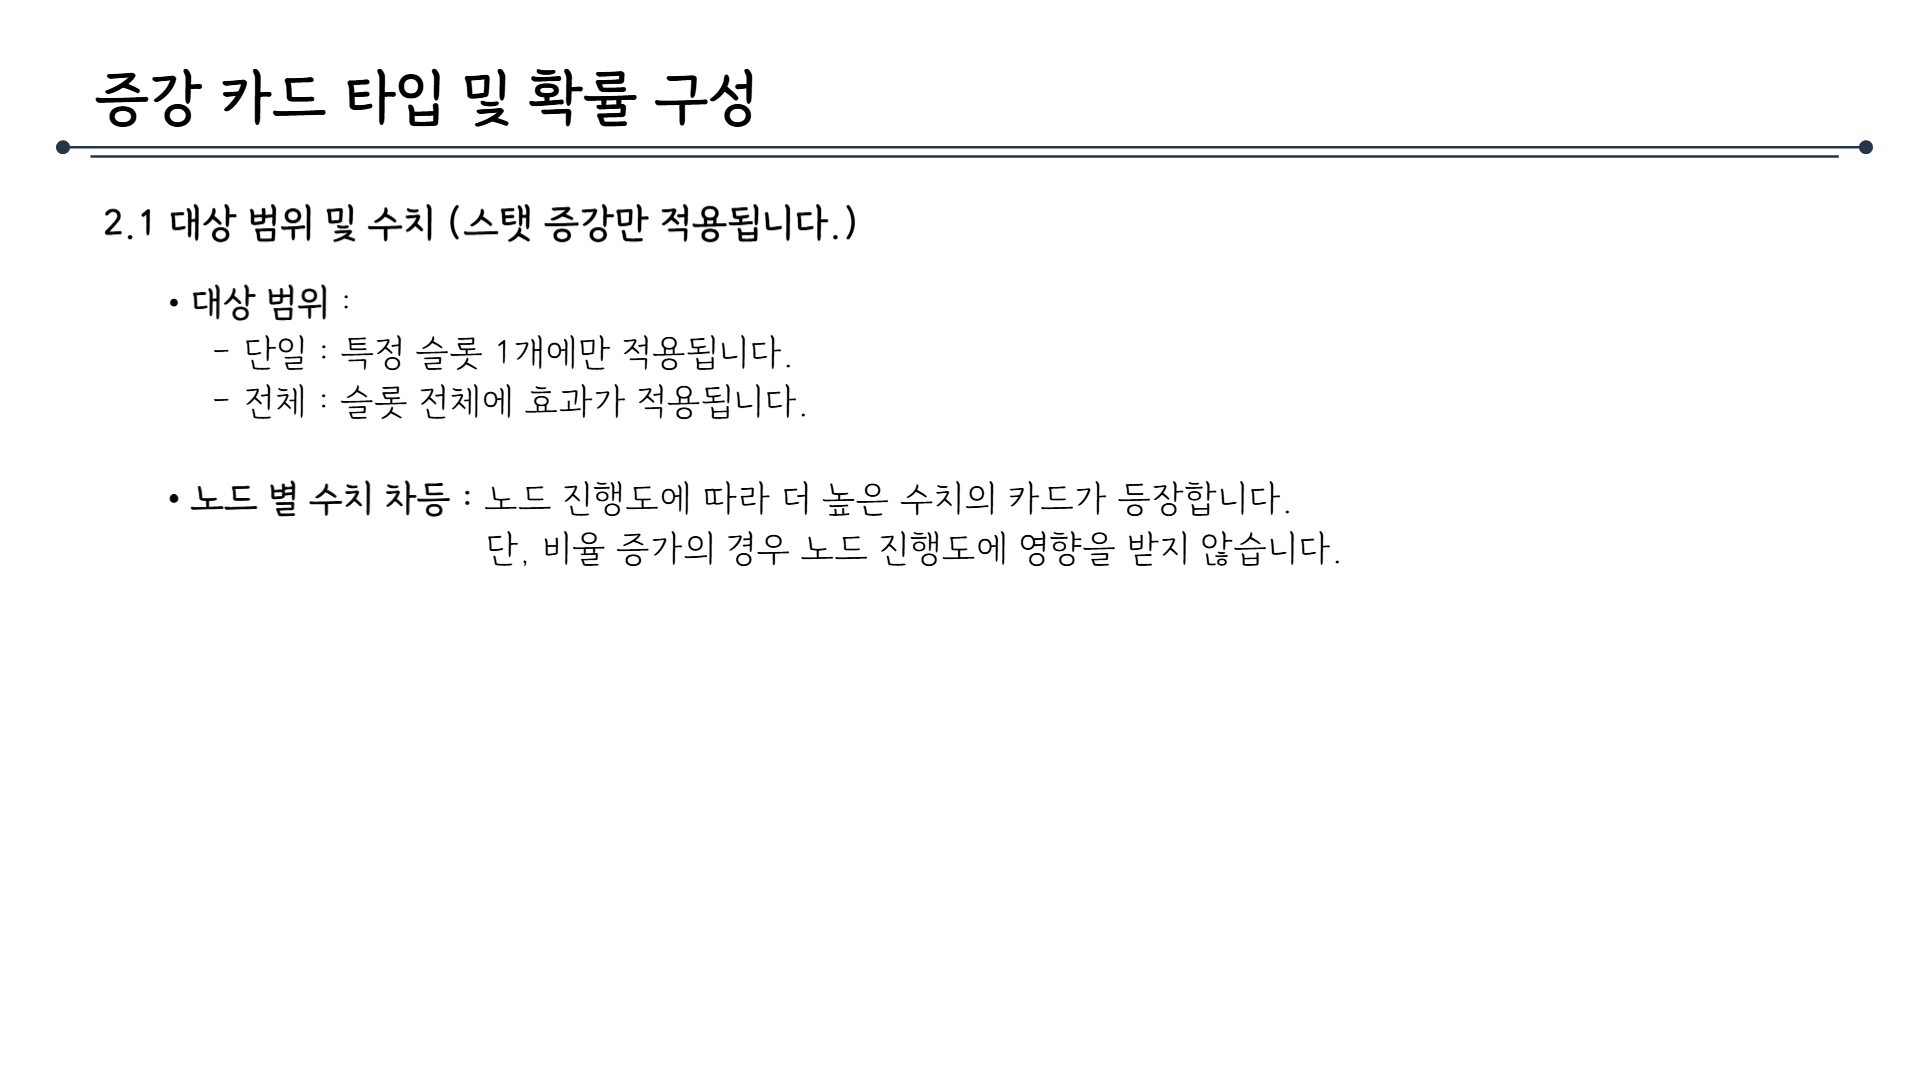 증강 카드 타입 및 확률 구성
2.1 대상 범위 및 수치 (스탯 증강만 적용됩니다.)
• 대상 범위 :
- 단일 : 특정 슬롯 1개에만 적용됩니다.
- 전체 : 슬롯 전체에 효과가 적용됩니다.
• 노드 별 수치 차등 : 노드 진행도에 따라 더 높은 수치의 카드가 등장합니다.
단, 비율 증가의 경우 노드 진행도에 영향을 받지 않습니다.